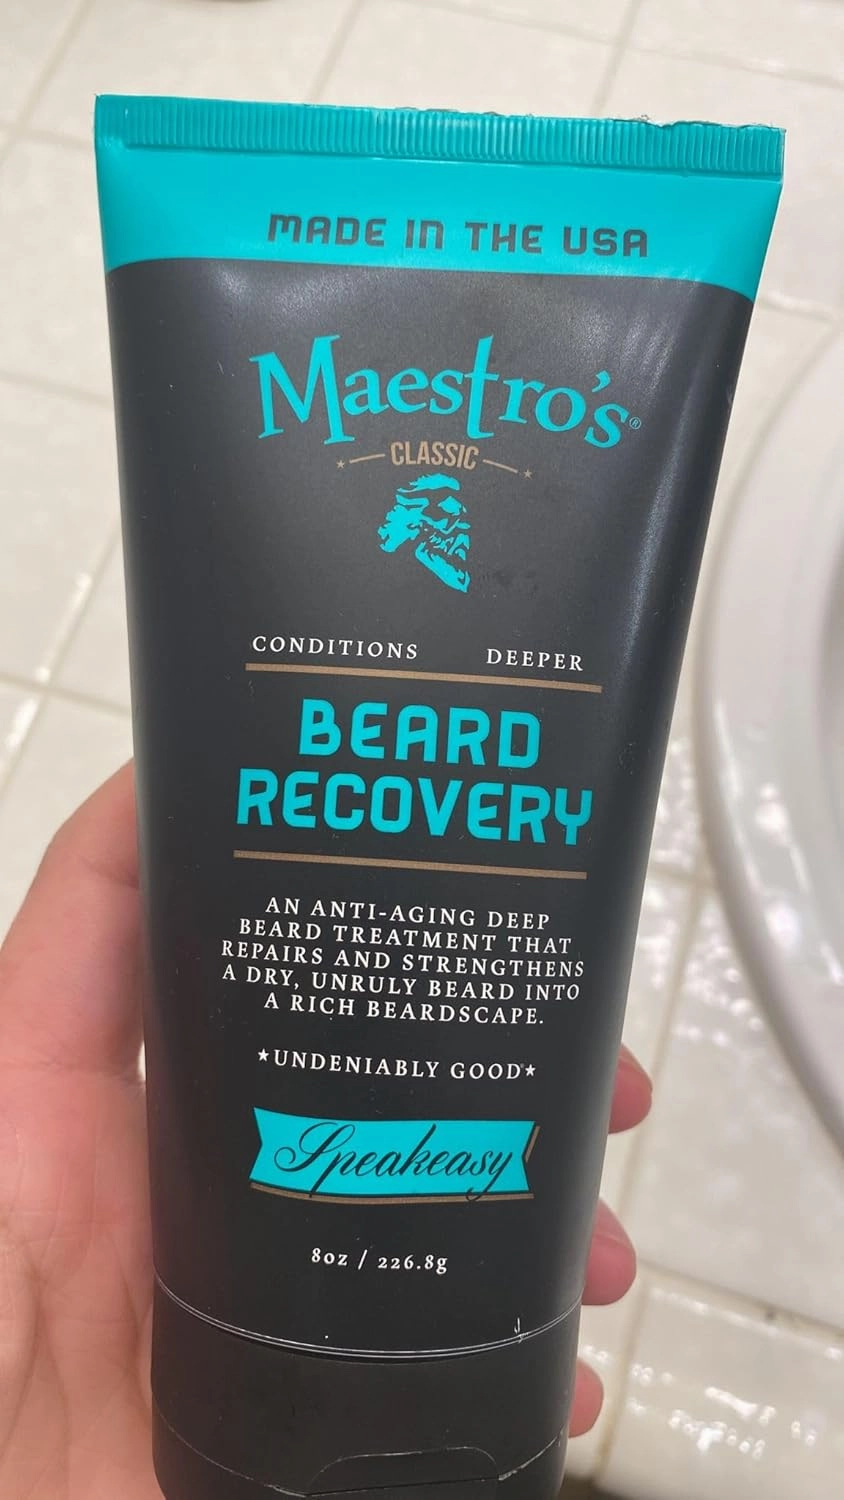 MADE IN THE USA
Maestro's®
CLASSIC
CONDITIONS DEEPER
BEARD
RECOVERY
AN ANTI-AGING DEEP
BEARD TREATMENT THAT
REPAIRS AND STRENGTHENS
A DRY, UNRULY BEARD INTO
A RICH BEARDSCAPE.
*UNDENIABLY GOOD*
Speakeasy
8oz / 226.8g